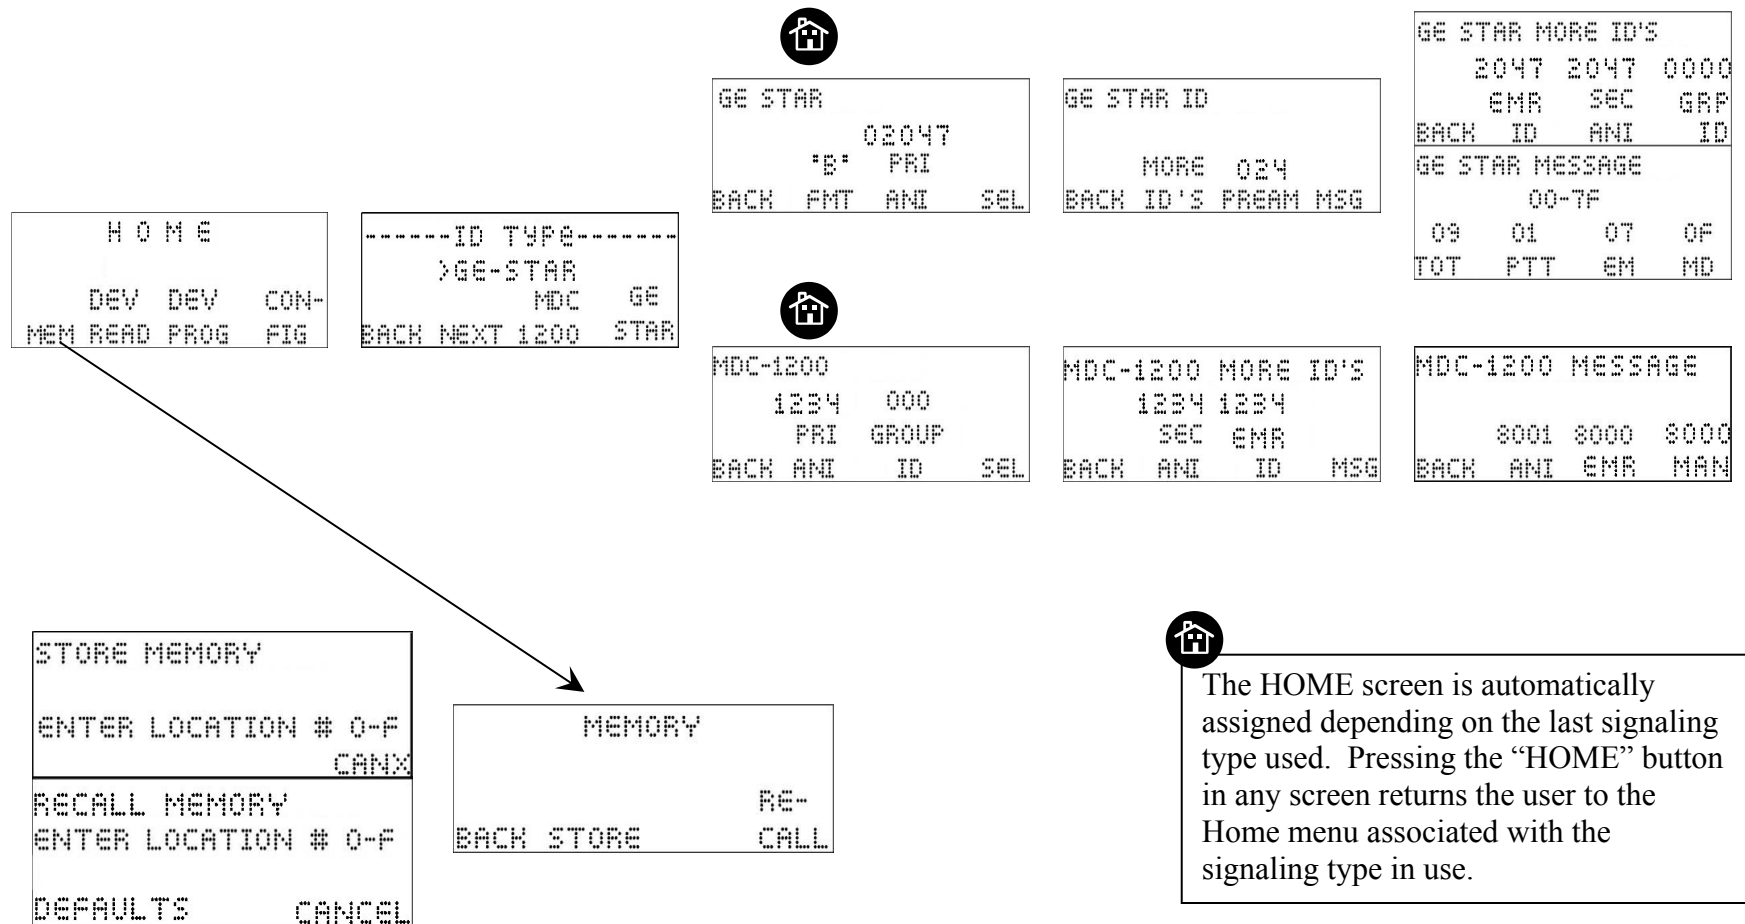 GE STAR
02047
"B" PRI
BACK FMT ANI SEL
GE STAR ID
MORE 024
BACK ID'S PREAM MSG
GE STAR MORE ID'S
2047 2047 0000
EMR SEC GRP
BACK ID ANI ID
GE STAR MESSAGE
00-7F
09 01 07 0F
TOT PTT EM MD
H O M E
DEV DEV CON-
MEM READ PROG FIG
------ID TYPE-------
>GE-STAR
MDC GE
BACK NEXT 1200 STAR
MDC-1200
1234 000
PRI GROUP
BACK ANI ID SEL
MDC-1200 MORE ID'S
1234 1234
SEC EMR
BACK ANI ID MSG
MDC-1200 MESSAGE
8001 8000 8000
BACK ANI EMR MAN
STORE MEMORY
ENTER LOCATION # 0-F
CANX
RECALL MEMORY
ENTER LOCATION # 0-F
DEFAULTS CANCEL
MEMORY
RE-
BACK STORE CALL
The HOME screen is automatically
assigned depending on the last signaling
type used. Pressing the “HOME” button
in any screen returns the user to the
Home menu associated with the
signaling type in use.